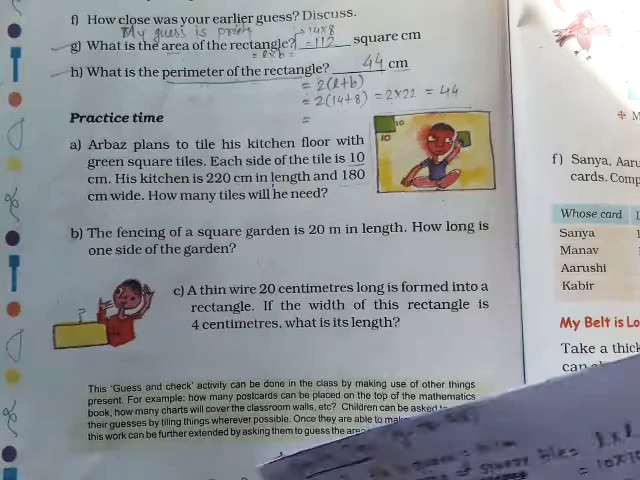 f) How close was your earlier guess? Discuss.
My guess is
14×8
g) What is the area of the rectangle? = 112 square cm
= l×b =
h) What is the perimeter of the rectangle? 44 cm
= 2(l+b)
= 2(14+8) = 2×22 = 44
=
Practice time
a) Arbaz plans to tile his kitchen floor with
green square tiles. Each side of the tile is 10
cm. His kitchen is 220 cm in length and 180
cm wide. How many tiles will he need?
10
10
b) The fencing of a square garden is 20 m in length. How long is
one side of the garden?
c) A thin wire 20 centimetres long is formed into a
rectangle. If the width of this rectangle is
4 centimetres, what is its length?
?
This 'Guess and check' activity can be done in the class by making use of other things
present. For example: how many postcards can be placed on the top of the mathematics
book, how many charts will cover the classroom walls, etc? Children can be asked to
their guesses by tiling things wherever possible. Once they are able to
this work can be further extended by asking them to guess the
f) Sanya, Aaru
cards. Comp
Whose card
Sanya
Manav
Aarushi
Kabir
My Belt is Lo
Take a thick
l×l
= 10×10